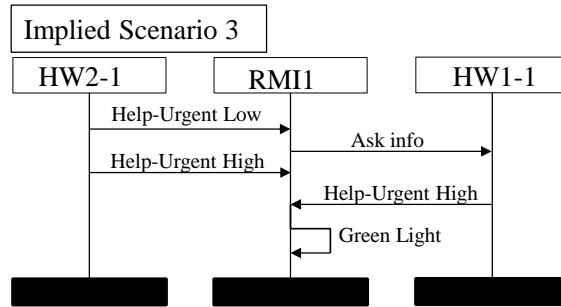 Implied Scenario 3
HW2-1
RMI1
HW1-1
Help-Urgent Low
Ask info
Help-Urgent High
Help-Urgent High
Green Light